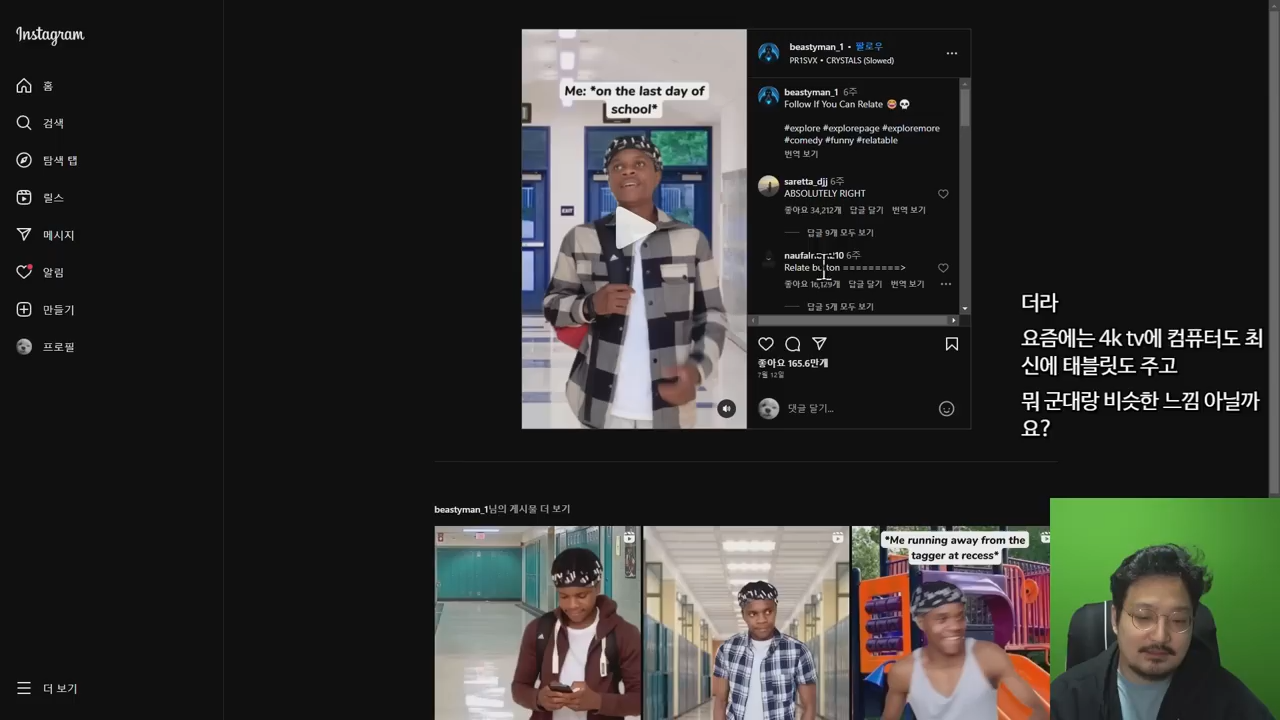 Instagram
홈
검색
탐색 탭
릴스
메시지
알림
만들기
프로필
더 보기
Me: *on the last day of
school*
EXIT
beastyman_1 • 팔로우
PR1SVX • CRYSTALS (Slowed)
beastyman_1 6주
Follow If You Can Relate
#explore #explorepage #exploremore
#comedy #funny #relatable
번역 보기
saretta_djj 6주
ABSOLUTELY RIGHT
좋아요 34,212개 답글 달기 번역 보기
답글 9개 모두 보기
6주
Relate button =========>
좋아요 16,129개 답글 달기 번역 보기
답글 5개 모두 보기
좋아요 165.6만개
7월 12일
댓글 달기...
더라
요즘에는 4k tv에 컴퓨터도 최
신에 태블릿도 주고
뭐 군대랑 비슷한 느낌 아닐까
요?
beastyman_1님의 게시물 더 보기
*Me running away from the
tagger at recess*